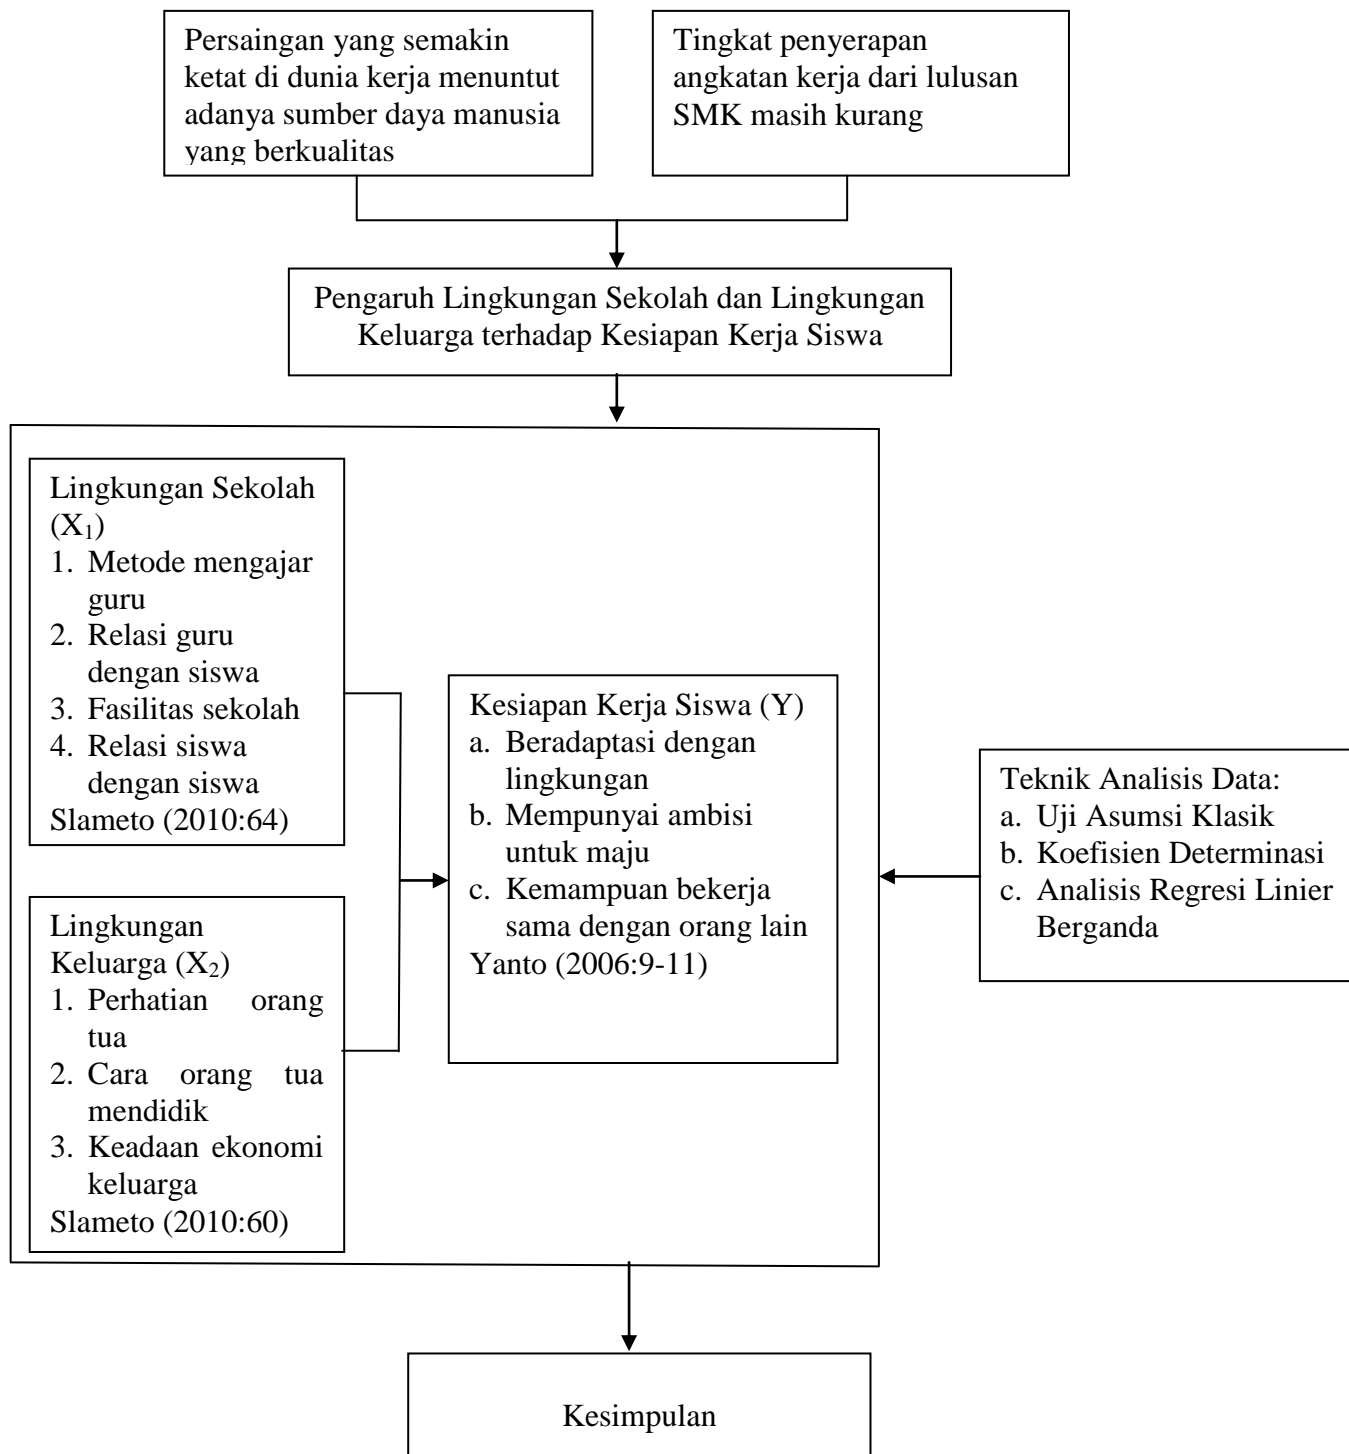 Persaingan yang semakin
ketat di dunia kerja menuntut
adanya sumber daya manusia
yang berkualitas
Tingkat penyerapan
angkatan kerja dari lulusan
SMK masih kurang
Pengaruh Lingkungan Sekolah dan Lingkungan
Keluarga terhadap Kesiapan Kerja Siswa
Lingkungan Sekolah
(X₁)
1. Metode mengajar
guru
2. Relasi guru
dengan siswa
3. Fasilitas sekolah
4. Relasi siswa
dengan siswa
Slameto (2010:64)
Lingkungan
Keluarga (X₂)
1. Perhatian orang
tua
2. Cara orang tua
mendidik
3. Keadaan ekonomi
keluarga
Slameto (2010:60)
Kesiapan Kerja Siswa (Y)
a. Beradaptasi dengan
lingkungan
b. Mempunyai ambisi
untuk maju
c. Kemampuan bekerja
sama dengan orang lain
Yanto (2006:9-11)
Teknik Analisis Data:
a. Uji Asumsi Klasik
b. Koefisien Determinasi
c. Analisis Regresi Linier
Berganda
Kesimpulan